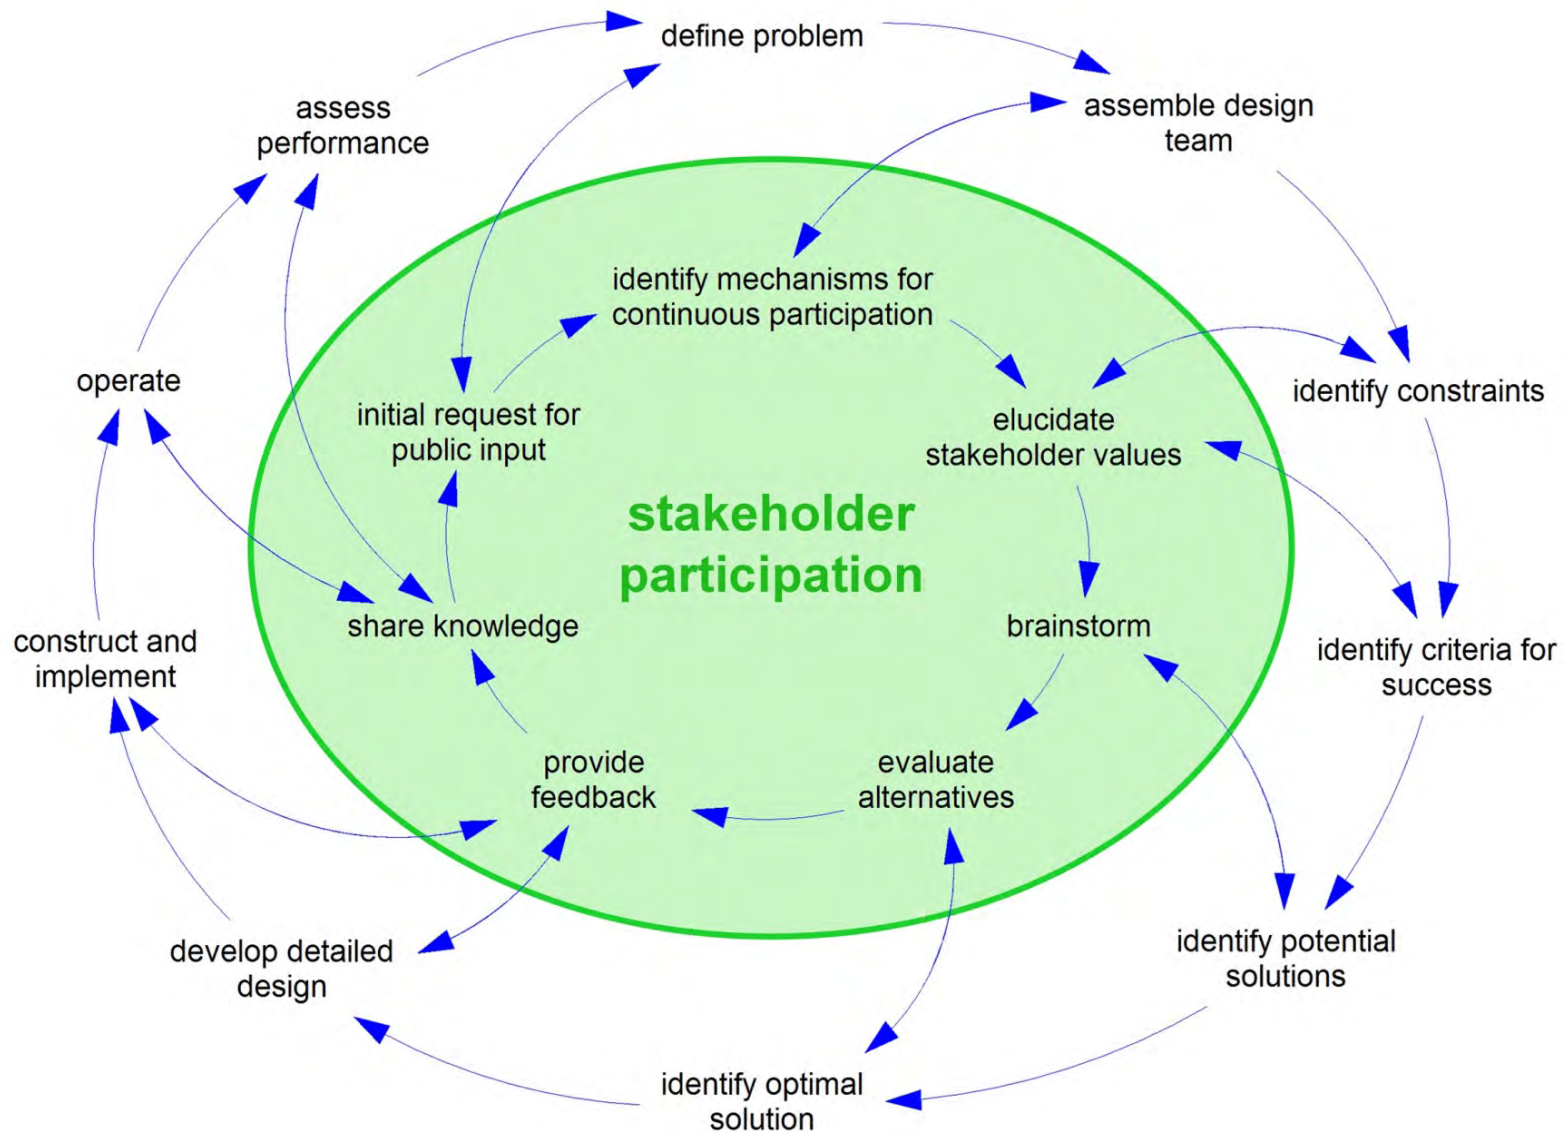 define problem
assemble design
team
assess
performance
identify mechanisms for
continuous participation
operate
identify constraints
initial request for
public input
elucidate
stakeholder values
stakeholder
participation
share knowledge
brainstorm
construct and
implement
identify criteria for
success
provide
feedback
evaluate
alternatives
develop detailed
design
identify potential
solutions
identify optimal
solution